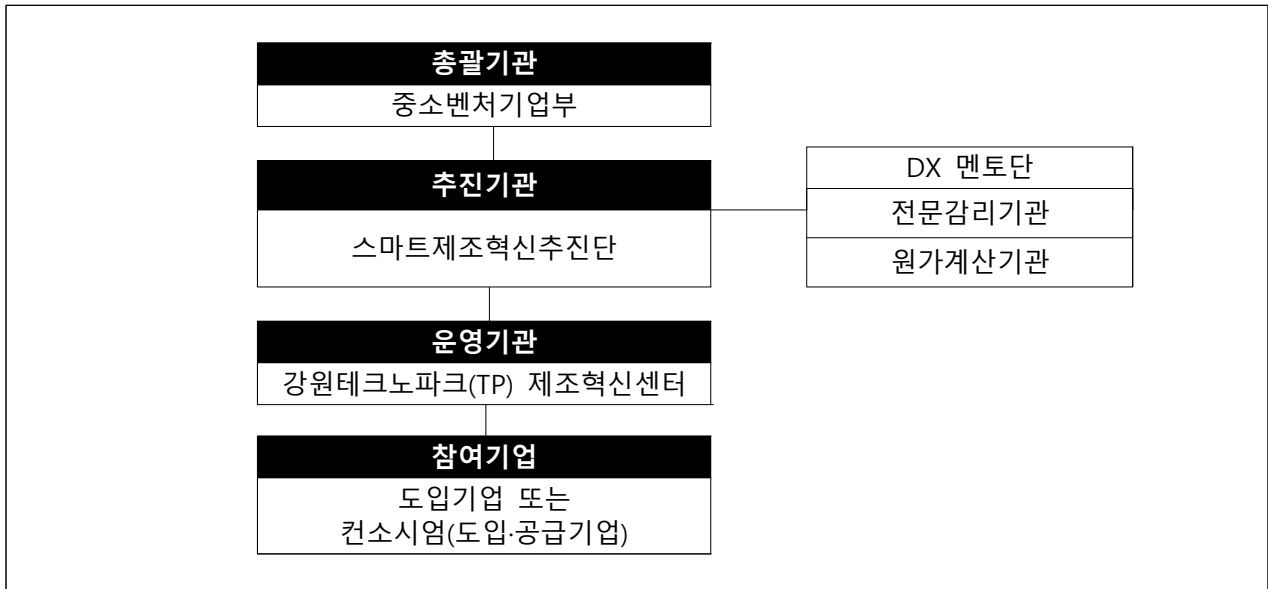 총괄기관
중소벤처기업부
추진기관
스마트제조혁신추진단
DX 멘토단
전문감리기관
원가계산기관
운영기관
강원테크노파크(TP) 제조혁신센터
참여기업
도입기업 또는
컨소시엄(도입·공급기업)